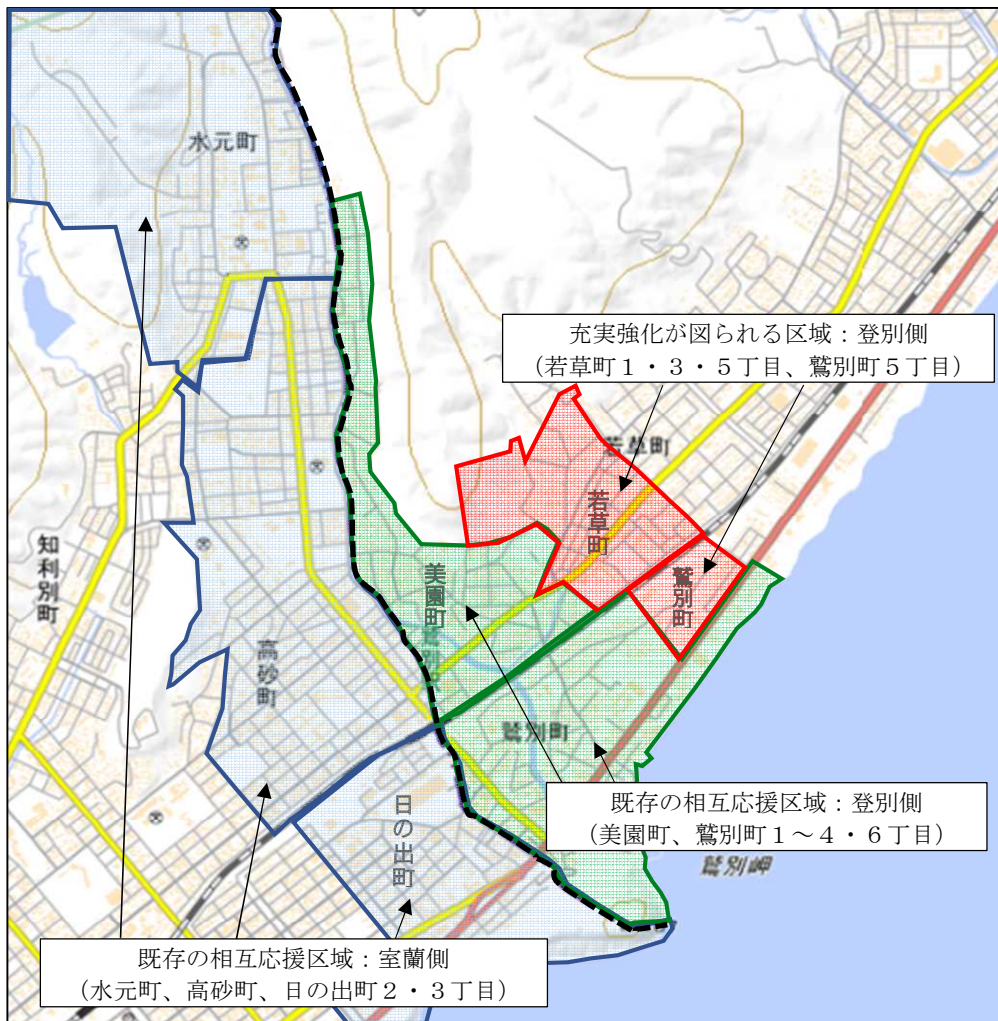 水元町
充実強化が図られる区域：登別側
（若草町１・３・５丁目、鷲別町５丁目）
若草町
若草町
知利別町
美園町
鷲別町
高砂町
鷲別町
日の出町
既存の相互応援区域：登別側
（美園町、鷲別町１～４・６丁目）
鷲別岬
既存の相互応援区域：室蘭側
（水元町、高砂町、日の出町２・３丁目）